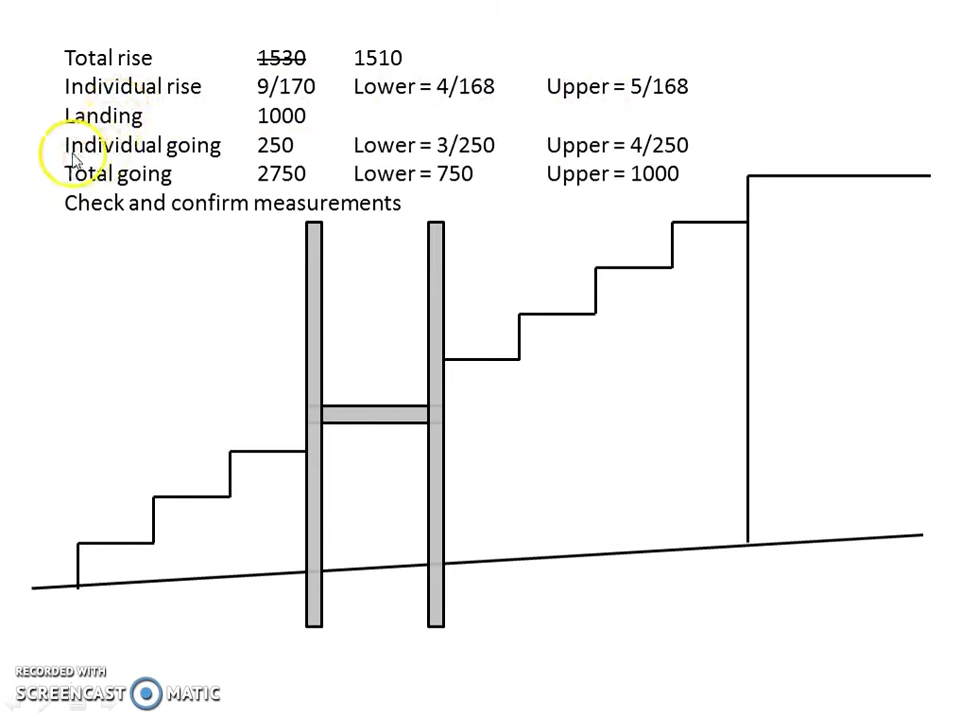 Total rise 1530 1510
Individual rise 9/170 Lower = 4/168 Upper = 5/168
Landing 1000
Individual going 250 Lower = 3/250 Upper = 4/250
Total going 2750 Lower = 750 Upper = 1000
Check and confirm measurements
RECORDED WITH
SCREENCAST MATIC